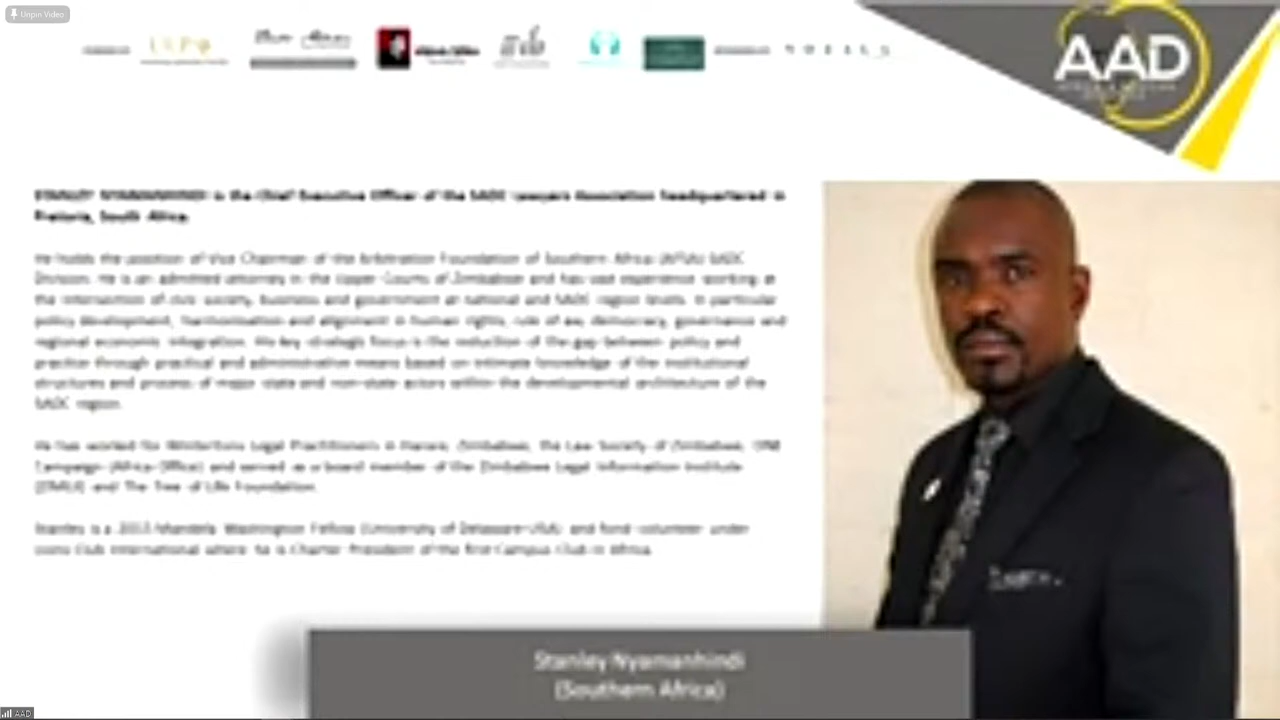 Unpin Video
AAD
STANLEY NYAMANHINDI is the Chief Executive Officer of the SADC Lawyers Association headquartered in
Pretoria, South Africa.
He holds the position of Vice Chairman of the Arbitration Foundation of Southern Africa (AFSA) SADC
Division. He is an admitted attorney in the Upper Courts of Zimbabwe and has vast experience working at
the intersection of civic society, business and government at national and SADC region levels. In particular
policy development, harmonisation and alignment in human rights, rule of law, democracy, governance and
regional economic integration. His key strategic focus is the reduction of the gap between policy and
practice through practical and administrative means based on intimate knowledge of the institutional
structures and process of major state and non-state actors within the developmental architecture of the
SADC region.
He has worked for Wintertons Legal Practitioners in Harare, Zimbabwe, the Law Society of Zimbabwe, ONE
Campaign (Africa Office) and served as a board member of the Zimbabwe Legal Information Institute
(ZIMLII) and The Tree of Life Foundation.
Stanley is a Mandela Washington Fellow (University of Delaware-USA) and fond volunteer under
Lions Club International where he is Charter President of the first Campus Club in Africa.
Stanley Nyamanhindi
(Southern Africa)
AAD